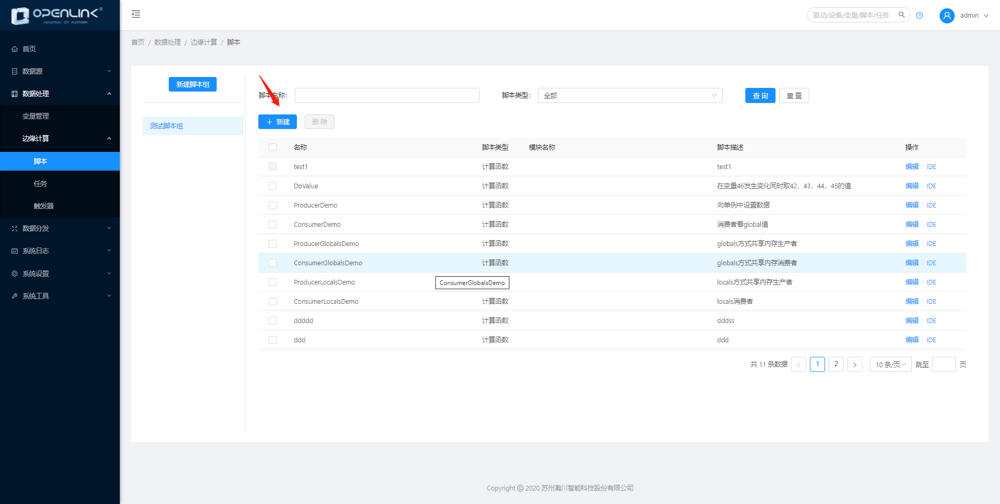 OPENLINK®
INDUSTRIAL IOT PLATFORM
驱动/设备/变量/脚本/任务
admin
首页
数据源
数据处理
变量管理
边缘计算
脚本
任务
触发器
数据分发
系统日志
系统设置
系统工具
首页 / 数据处理 / 边缘计算 / 脚本
新建脚本组
测试脚本组
脚本名称：
脚本类型： 全部
查 询 重 置
新建 删 除
名称 脚本类型 模块名称 脚本描述 操作
test1 计算函数 test1 编辑 IDE
DoValue 计算函数 在变量46发生变化同时取42，43，44，45的值 编辑 IDE
ProducerDemo 计算函数 向单例中设置数据 编辑 IDE
ConsumerDemo 计算函数 消费者看global值 编辑 IDE
ProducerGlobalsDemo 计算函数 globals方式共享内存生产者 编辑 IDE
ConsumerGlobalsDemo 计算函数 globals方式共享内存消费者 编辑 IDE
ProducerLocalsDemo ConsumerGlobalsDemo locals方式共享内存生产者 编辑 IDE
ConsumerLocalsDemo 计算函数 locals消费者 编辑 IDE
ddddd 计算函数 dddss 编辑 IDE
ddd 计算函数 ddd 编辑 IDE
共 11 条数据 < 1 2 > 10 条/页 跳至 页
Copyright © 2020 苏州瀚川智能科技股份有限公司